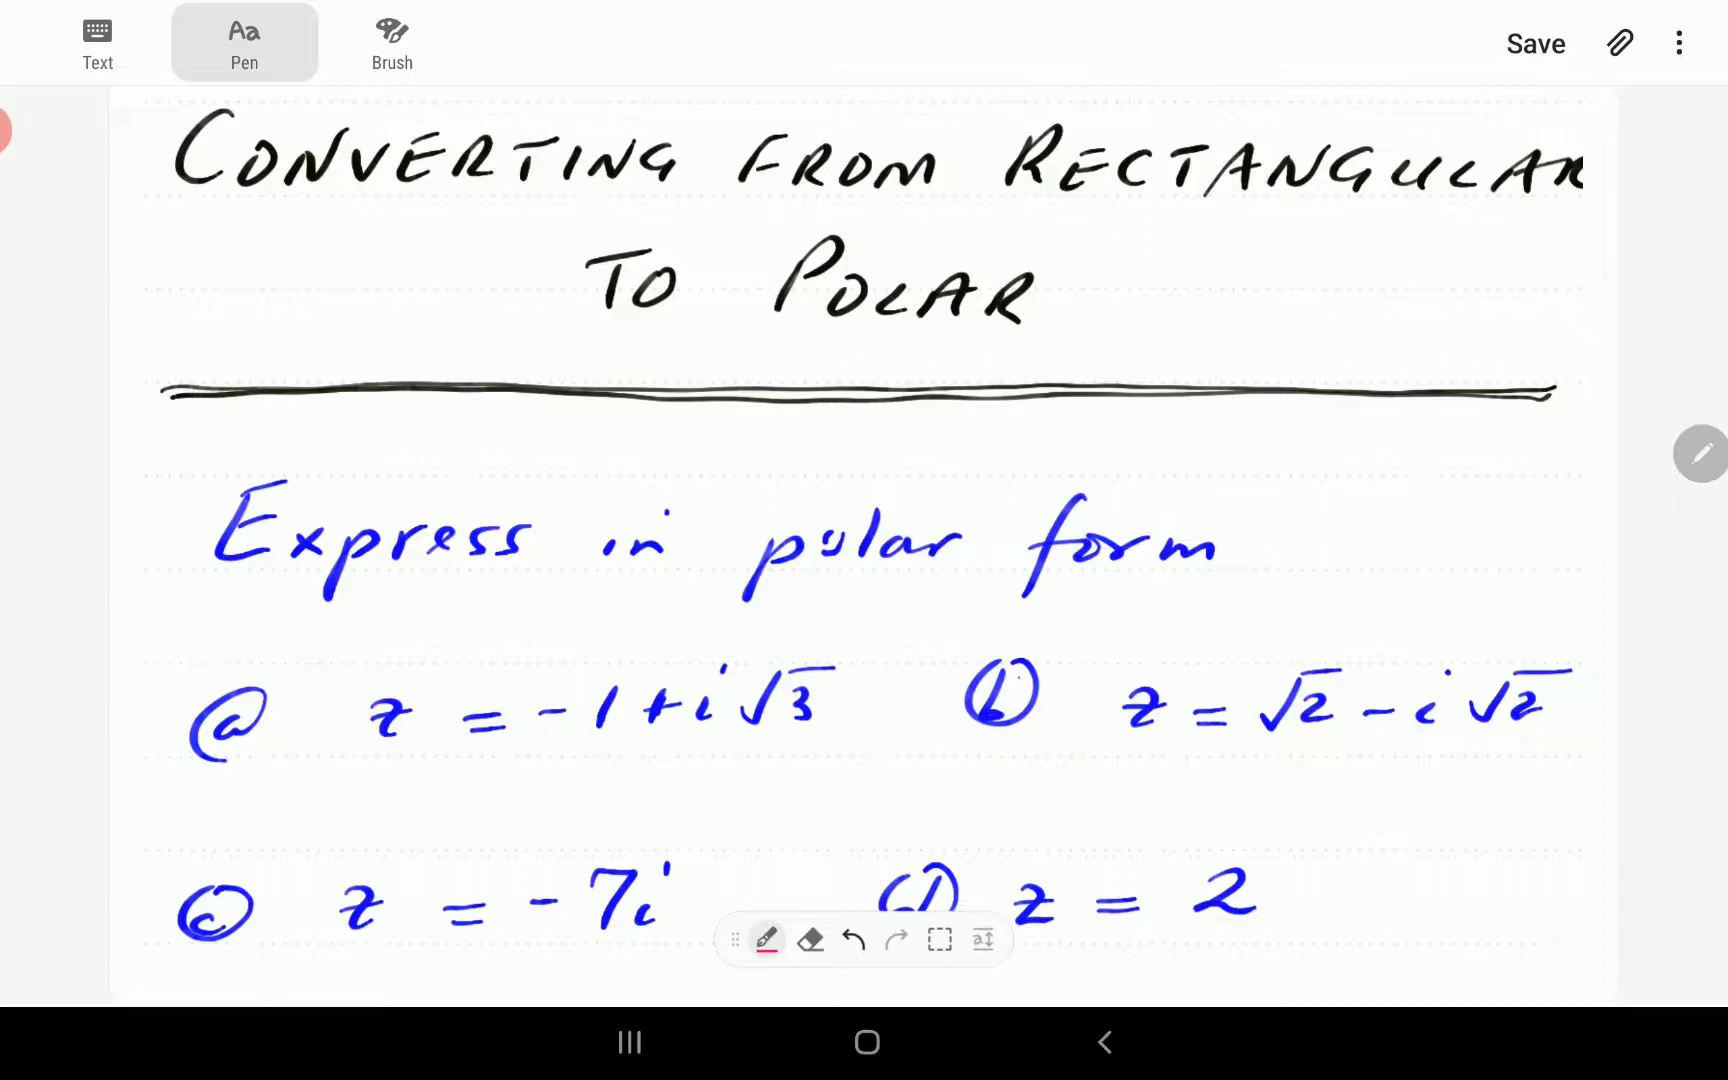 Text Pen Brush Save
CONVERTING FROM RECTANGULAR
TO POLAR
Express in polar form
(a) z = -1 + i√3 (b) z = √2 - i√2
(c) z = -7i (d) z = 2